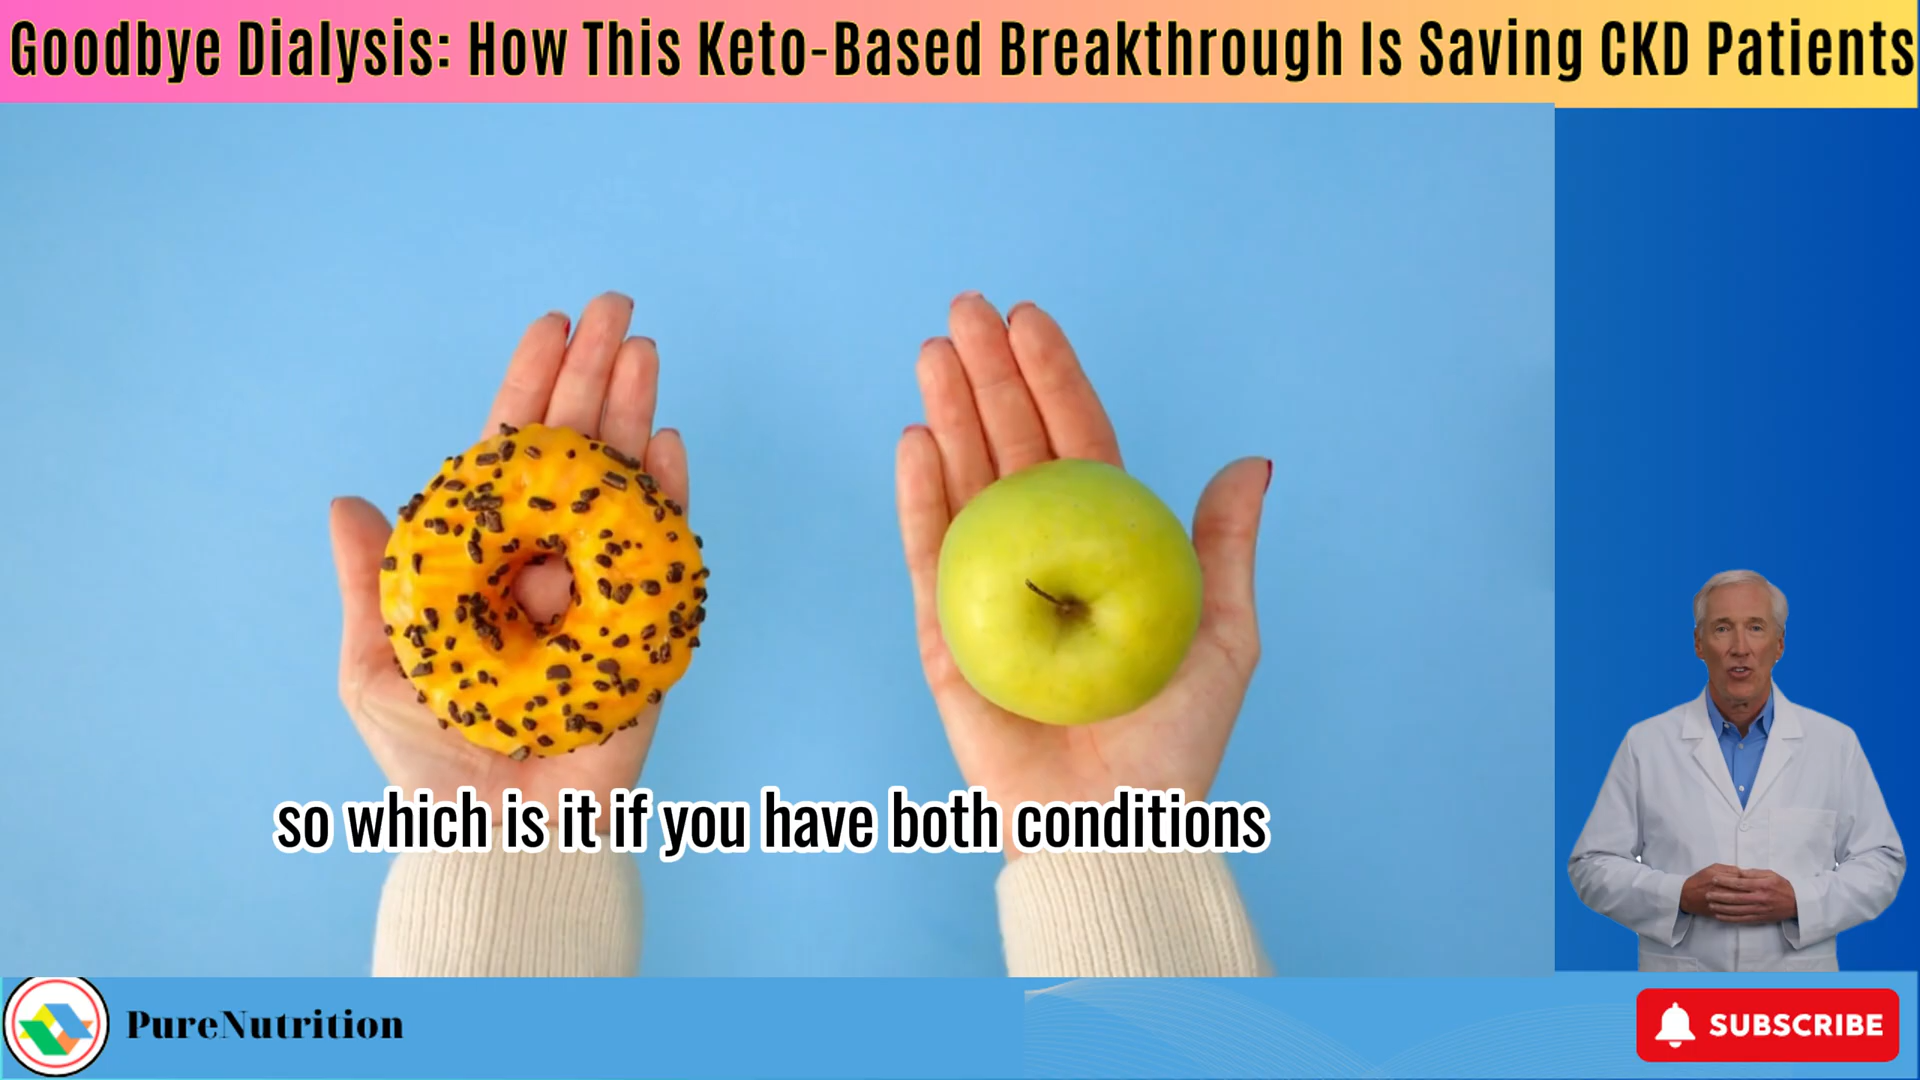 Goodbye Dialysis: How This Keto-Based Breakthrough Is Saving CKD Patients
so which is it if you have both conditions
PureNutrition
SUBSCRIBE